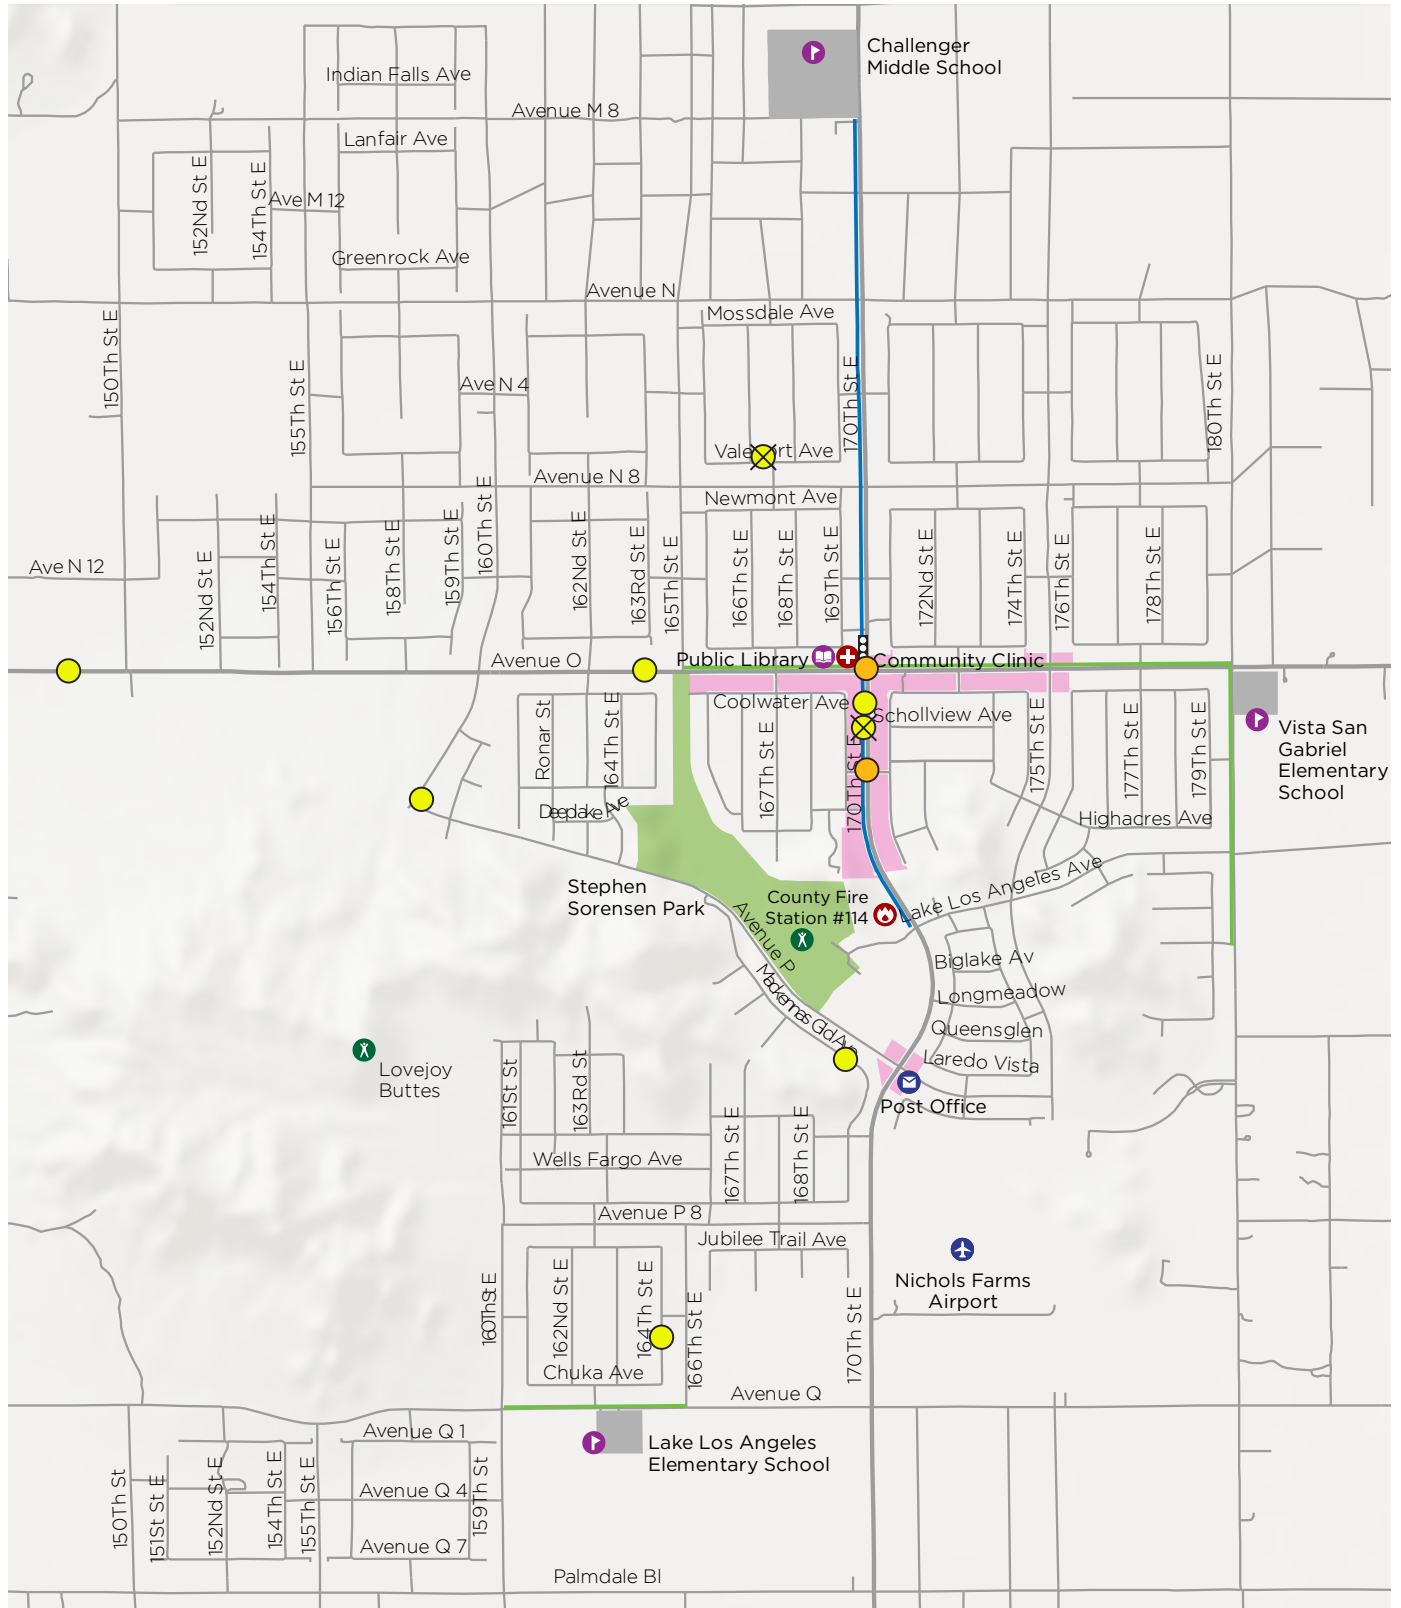 Challenger
Middle School
Indian Falls Ave
Avenue M 8
Lanfair Ave
152Nd St E
154Th St E
Ave M 12
Greenrock Ave
Avenue N
Mossdale Ave
150Th St E
155Th St E
Ave N 4
170Th St E
180Th St E
Avenue N 8
Newmont Ave
160Th St E
Ave N 12
152Nd St E
154Th St E
156Th St E
158Th St E
159Th St E
162Nd St E
163Rd St E
165Th St E
166Th St E
168Th St E
169Th St E
172Nd St E
174Th St E
176Th St E
178Th St E
Avenue O
Public Library
Community Clinic
Coolwater Ave
Schollview Ave
Ronar St
164Th St E
167Th St E
170Th St E
175Th St E
177Th St E
179Th St E
Vista San
Gabriel
Elementary
School
Highacres Ave
Stephen
Sorensen Park
County Fire
Station #114
Lake Los Angeles Ave
Avenue P
Biglake Av
Longmeadow
Queensglen
Laredo Vista
Post Office
Lovejoy
Buttes
161St St
163Rd St
167Th St E
168Th St E
Wells Fargo Ave
Avenue P 8
Jubilee Trail Ave
Nichols Farms
Airport
160Th St E
162Nd St E
164Th St E
166Th St E
170Th St E
Chuka Ave
Avenue Q
Avenue Q 1
Lake Los Angeles
Elementary School
150Th St
151St St E
152Nd St E
154Th St E
155Th St E
Avenue Q 4
159Th St
Avenue Q 7
Palmdale Bl